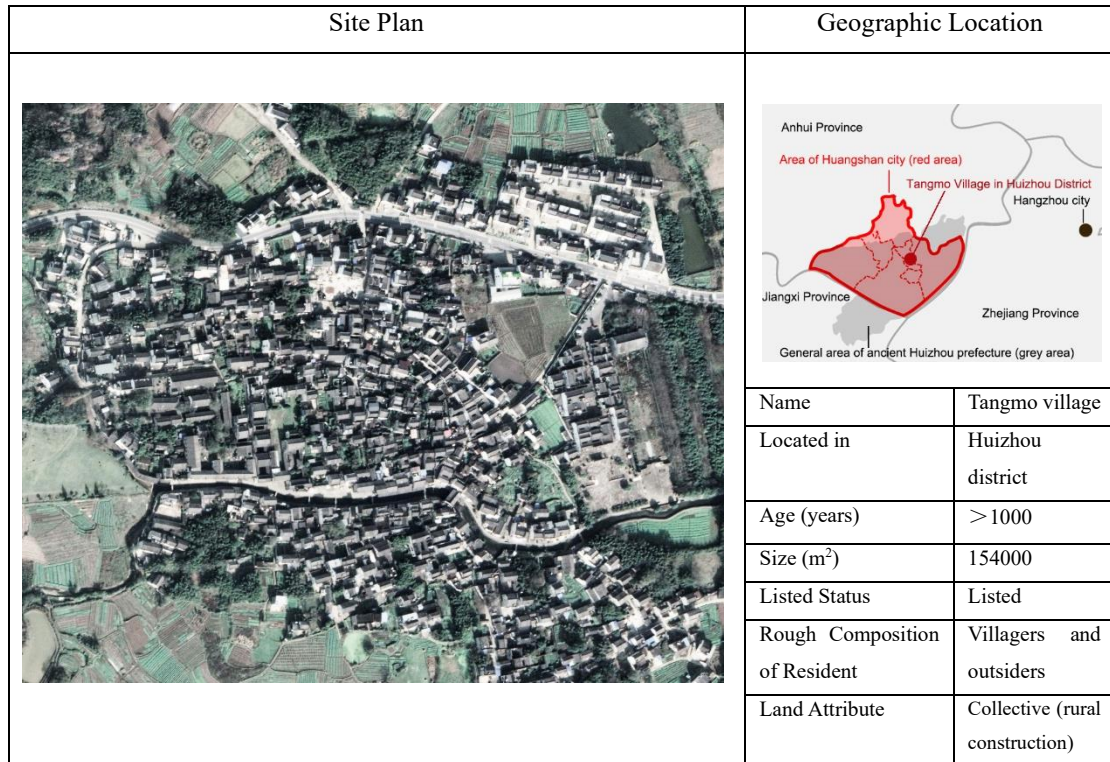 Site Plan
Geographic Location
Anhui Province
Area of Huangshan city (red area)
Tangmo Village in Huizhou District
Hangzhou city
Jiangxi Province
Zhejiang Province
General area of ancient Huizhou prefecture (grey area)
Name
Tangmo village
Located in
Huizhou
district
Age (years)
＞1000
Size (m²)
154000
Listed Status
Listed
Rough Composition
of Resident
Villagers and
outsiders
Land Attribute
Collective (rural
construction)